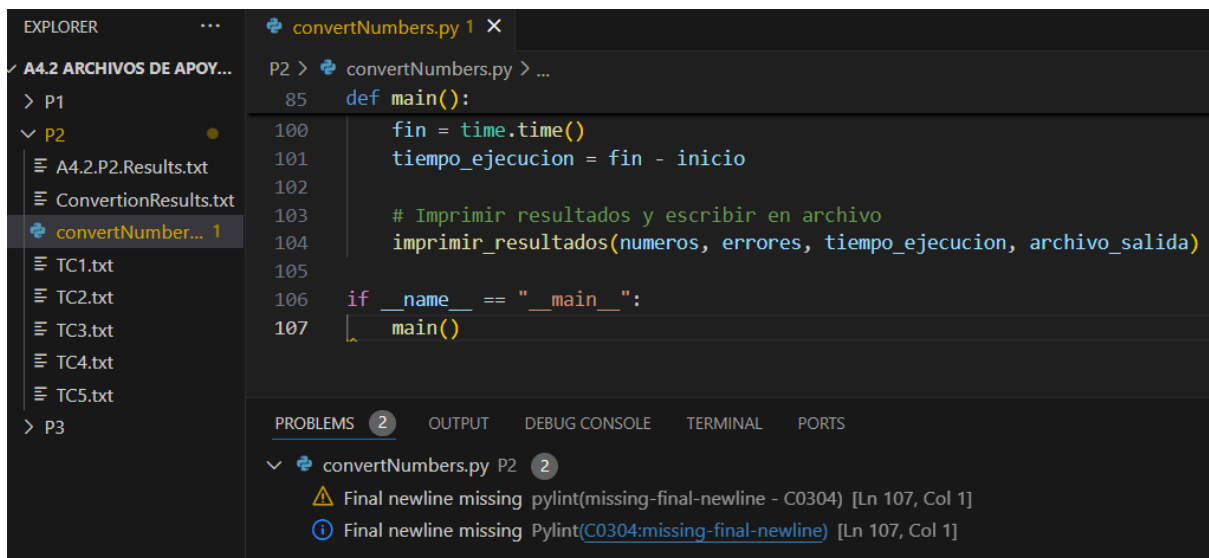 EXPLORER ...
A4.2 ARCHIVOS DE APOY...
> P1
P2
A4.2.P2.Results.txt
ConvertionResults.txt
convertNumber... 1
TC1.txt
TC2.txt
TC3.txt
TC4.txt
TC5.txt
> P3
convertNumbers.py 1 X
P2 > convertNumbers.py > ...
85 def main():
100 fin = time.time()
101 tiempo_ejecucion = fin - inicio
102
103 # Imprimir resultados y escribir en archivo
104 imprimir_resultados(numeros, errores, tiempo_ejecucion, archivo_salida)
105
106 if __name__ == "__main__":
107 main()
PROBLEMS 2 OUTPUT DEBUG CONSOLE TERMINAL PORTS
convertNumbers.py P2 2
Final newline missing pylint(missing-final-newline - C0304) [Ln 107, Col 1]
Final newline missing Pylint(C0304:missing-final-newline) [Ln 107, Col 1]